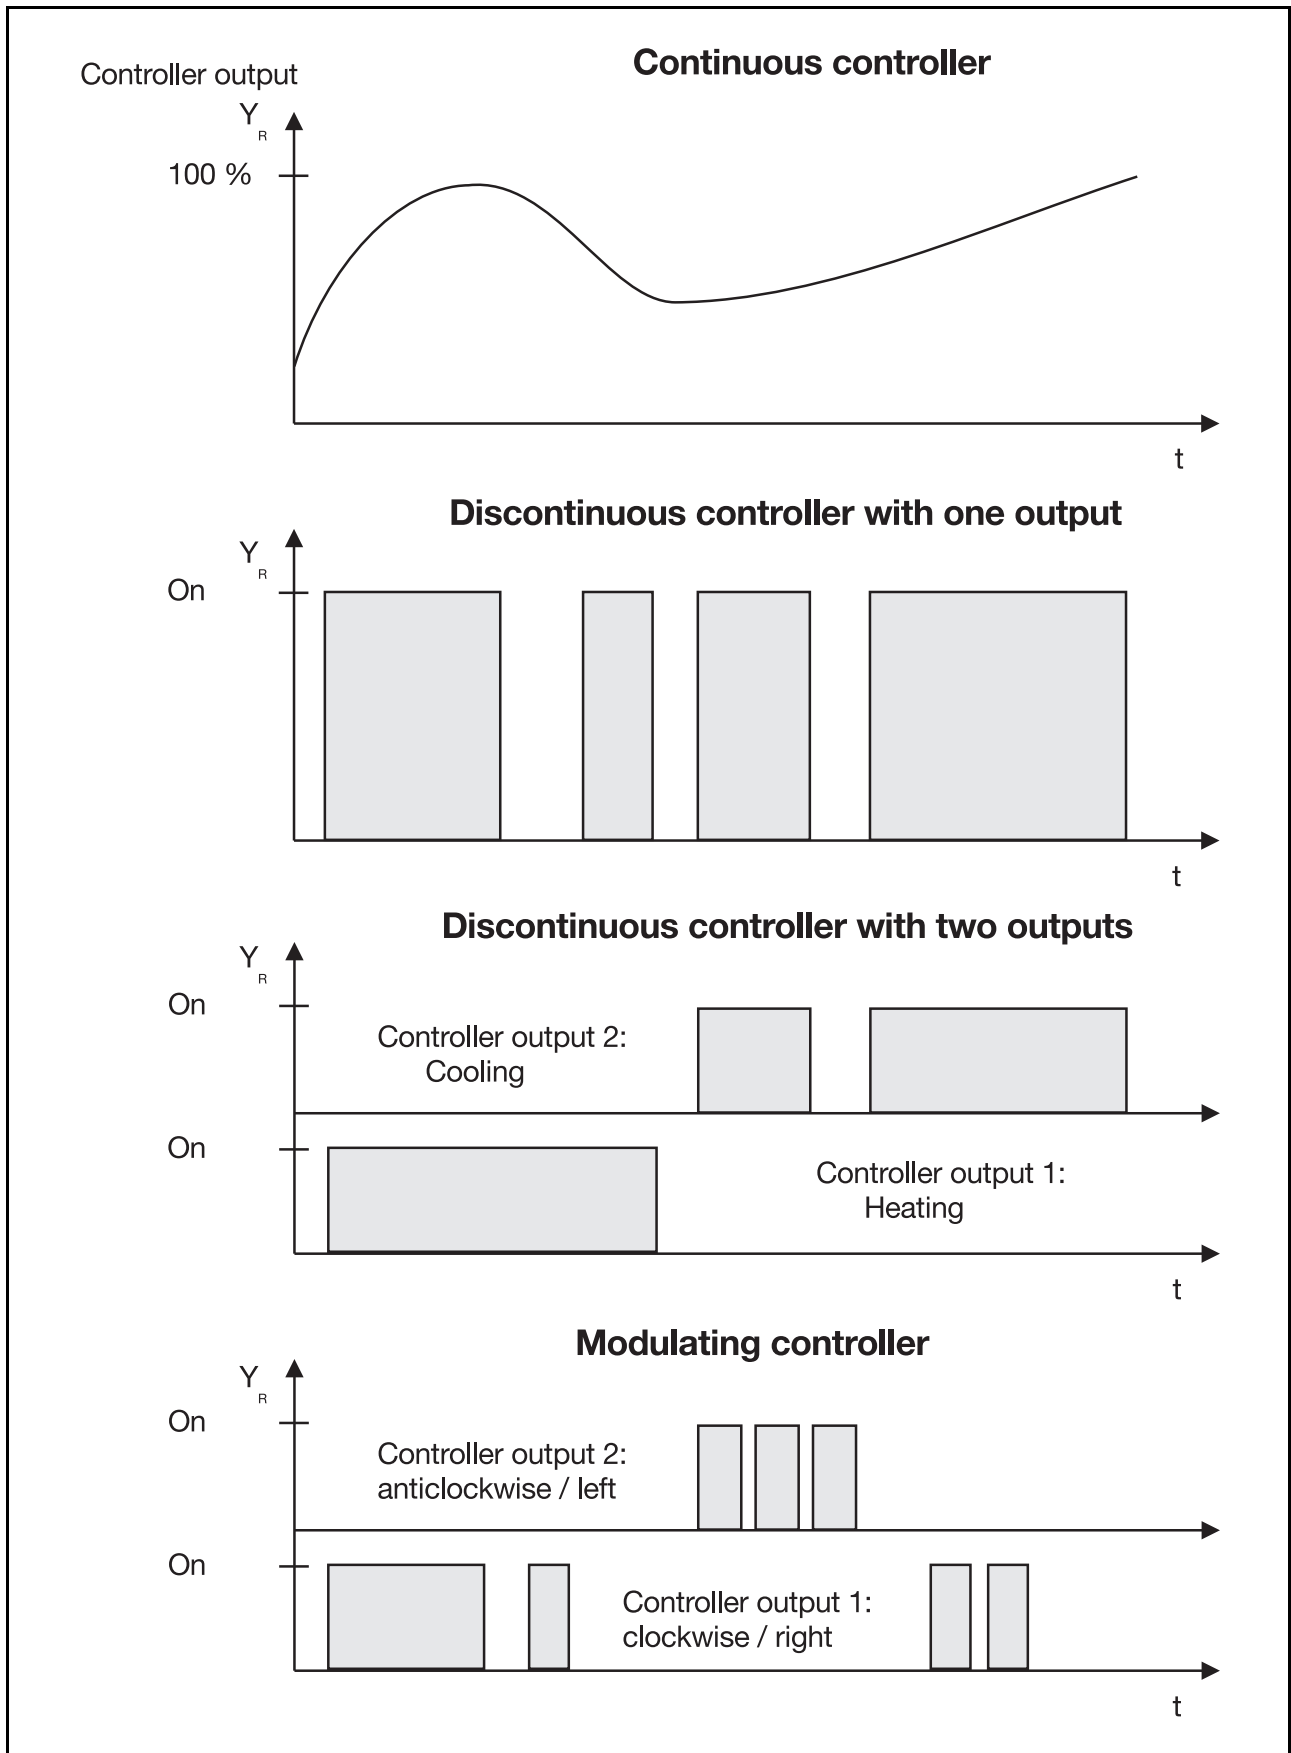 Continuous controller
Controller output
Y
R
100 %
t
Discontinuous controller with one output
Y
R
On
t
Discontinuous controller with two outputs
Y
R
On
Controller output 2:
Cooling
On
Controller output 1:
Heating
t
Modulating controller
Y
R
On
Controller output 2:
anticlockwise / left
On
Controller output 1:
clockwise / right
t